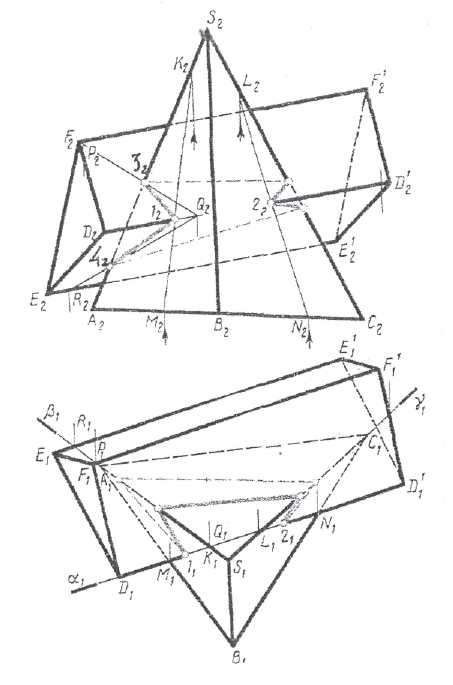 S₂
K₂
L₂
F₂
P₂
F₂'
3₂
D₂'
1₂
Q₂
2₂
D₂
4₂
E₂'
E₂
R₂
A₂
M₂
B₂
N₂
C₂
E₁'
F₁'
β₁
R₁
γ₁
E₁
P₁
C₁
F₁
A₁
D₁'
N₁
Q₁
L₁
2₁
K₁
M₁
1₁
S₁
D₁
α₁
B₁